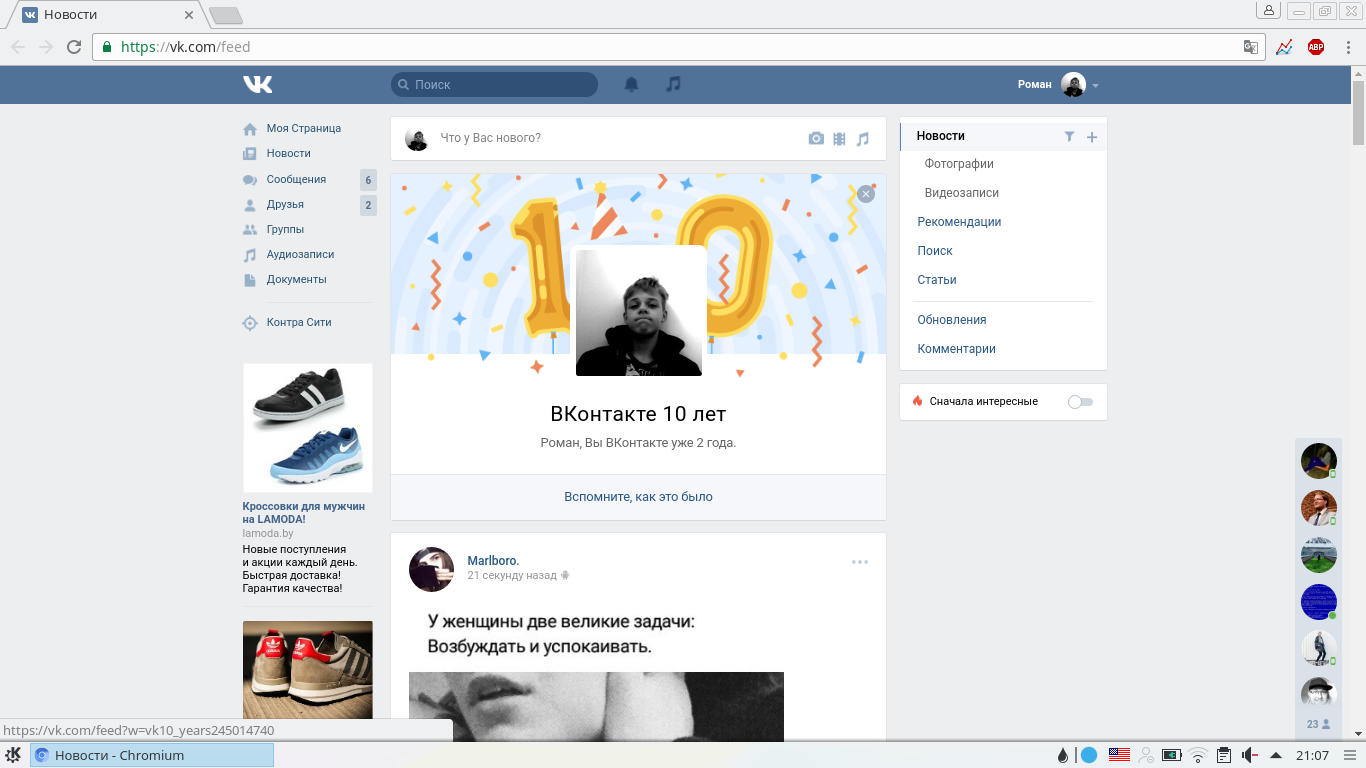 Новости
https://vk.com/feed
Поиск
Роман
Моя Страница
Новости
Сообщения 6
Друзья 2
Группы
Аудиозаписи
Документы
Контра Сити
Кроссовки для мужчин
на LAMODA!
lamoda.by
Новые поступления
и акции каждый день.
Быстрая доставка!
Гарантия качества!
Что у Вас нового?
10
ВКонтакте 10 лет
Роман, Вы ВКонтакте уже 2 года.
Вспомните, как это было
Marlboro.
21 секунду назад
У женщины две великие задачи:
Возбуждать и успокаивать.
Новости
Фотографии
Видеозаписи
Рекомендации
Поиск
Статьи
Обновления
Комментарии
Сначала интересные
23
https://vk.com/feed?w=vk10_years245014740
Новости - Chromium
21:07
ABP